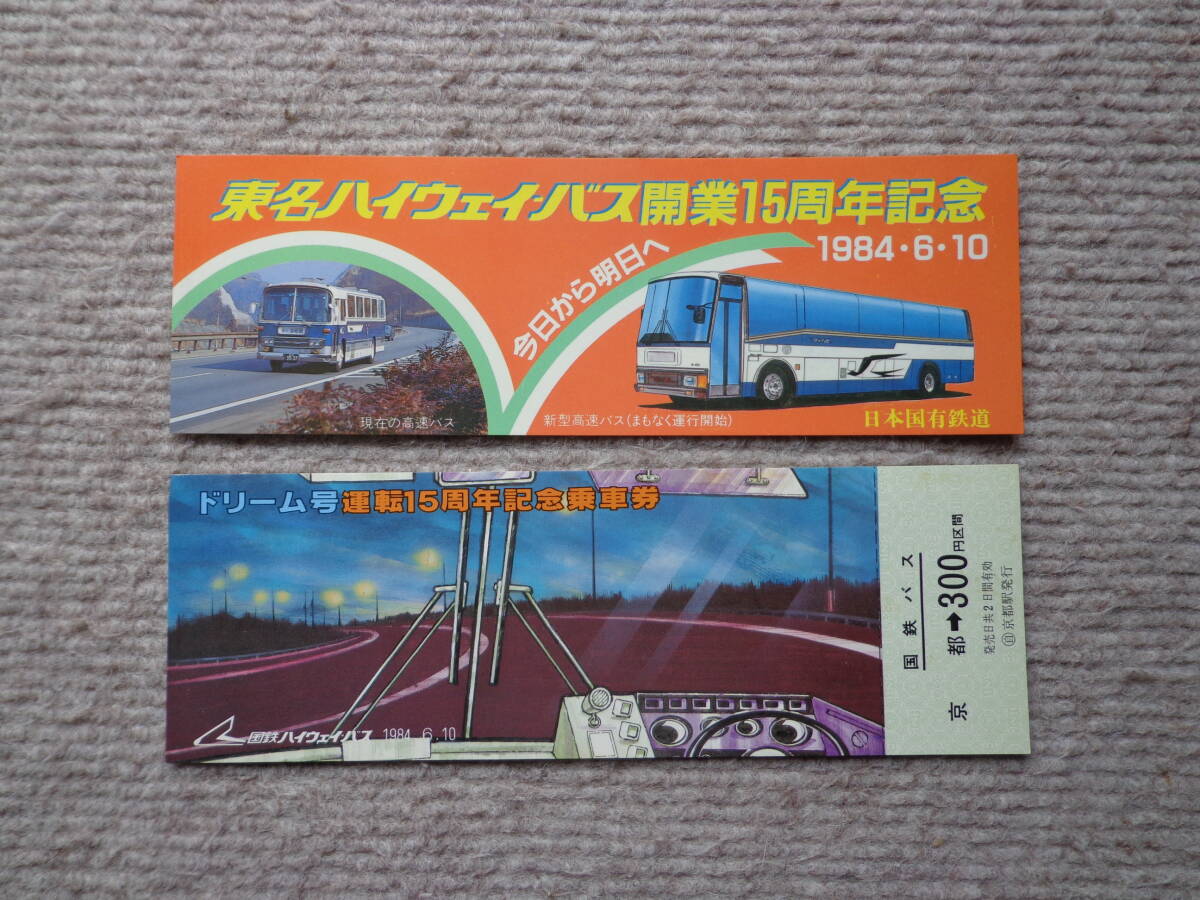 東名ハイウェイ・バス開業15周年記念
1984・6・10
今日から明日へ
現在の高速バス
新型高速バス(まもなく運行開始)
日本国有鉄道
ドリーム号運転15周年記念乗車券
国鉄ハイウェイ・バス 1984. 6.10
国鉄バス
京都➡300円区間
発売日共2日間有効
京都駅発行